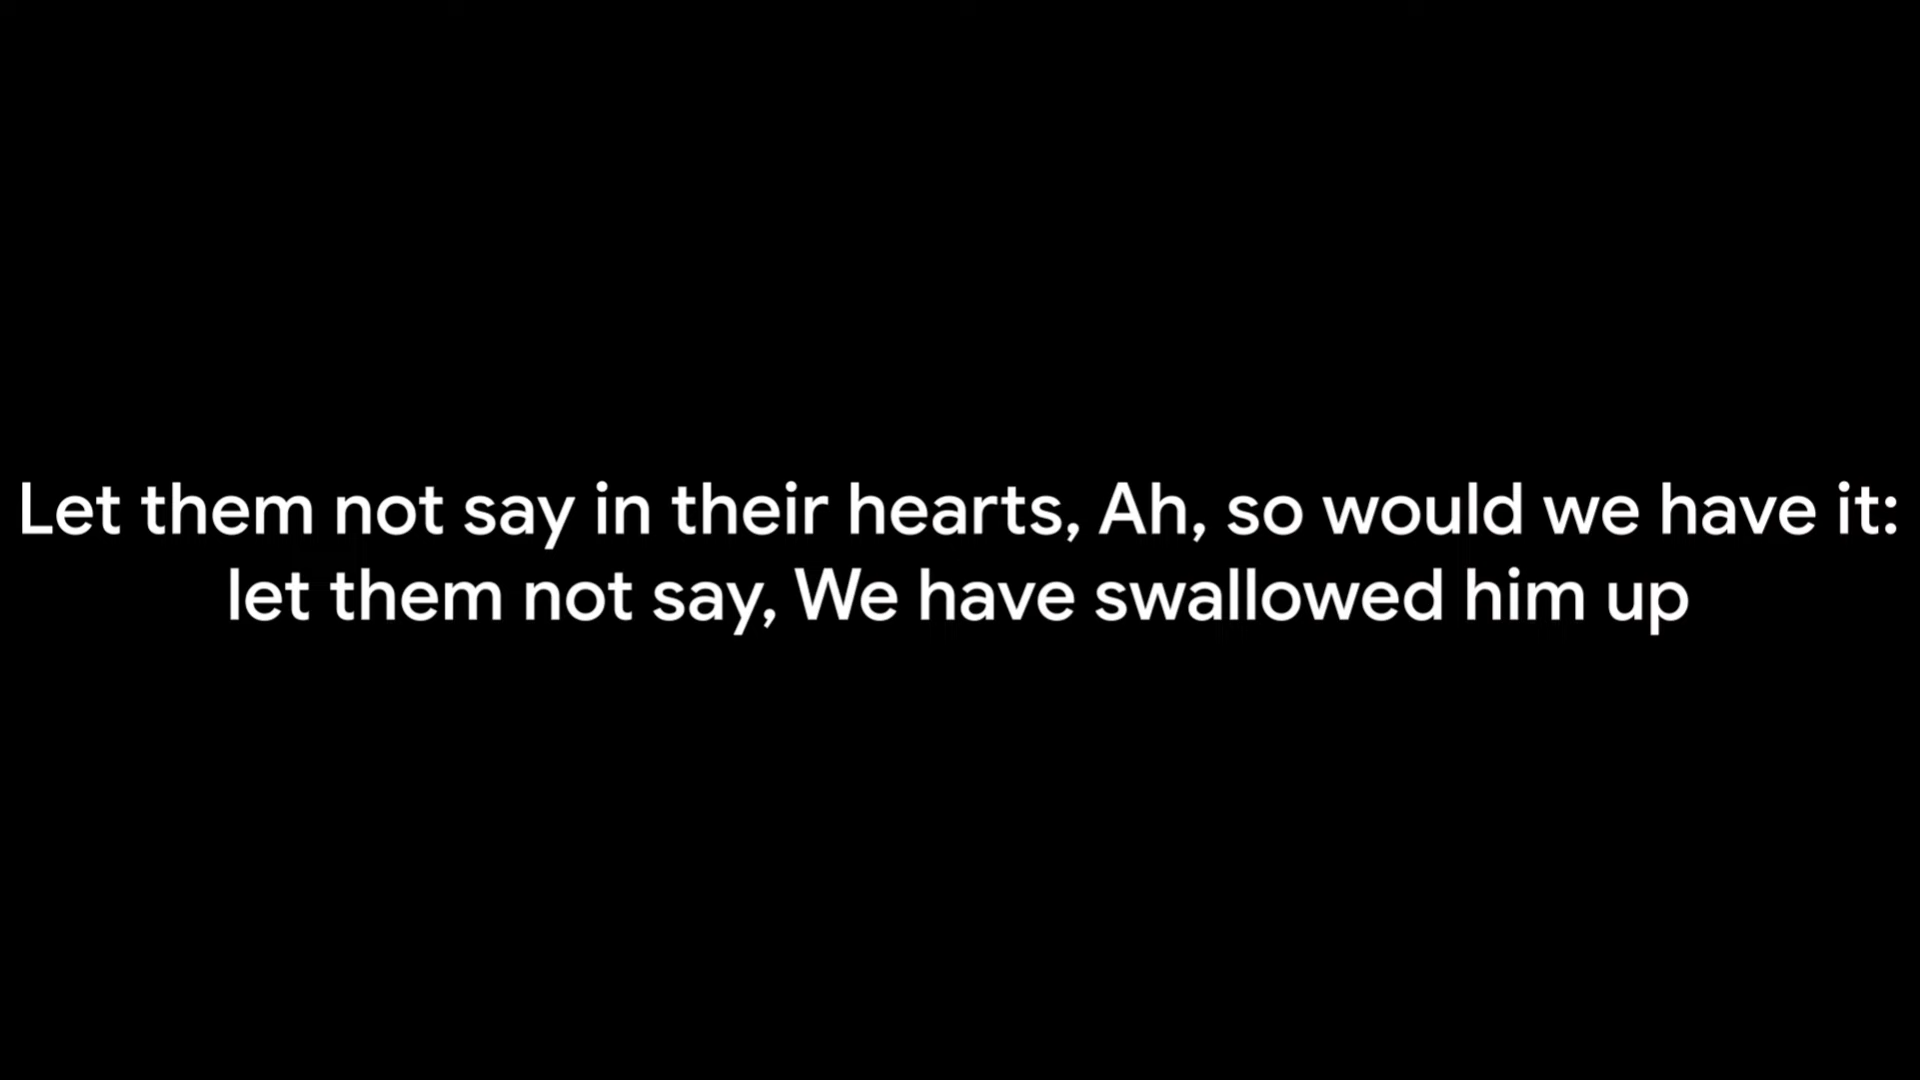 Let them not say in their hearts, Ah, so would we have it:
let them not say, We have swallowed him up